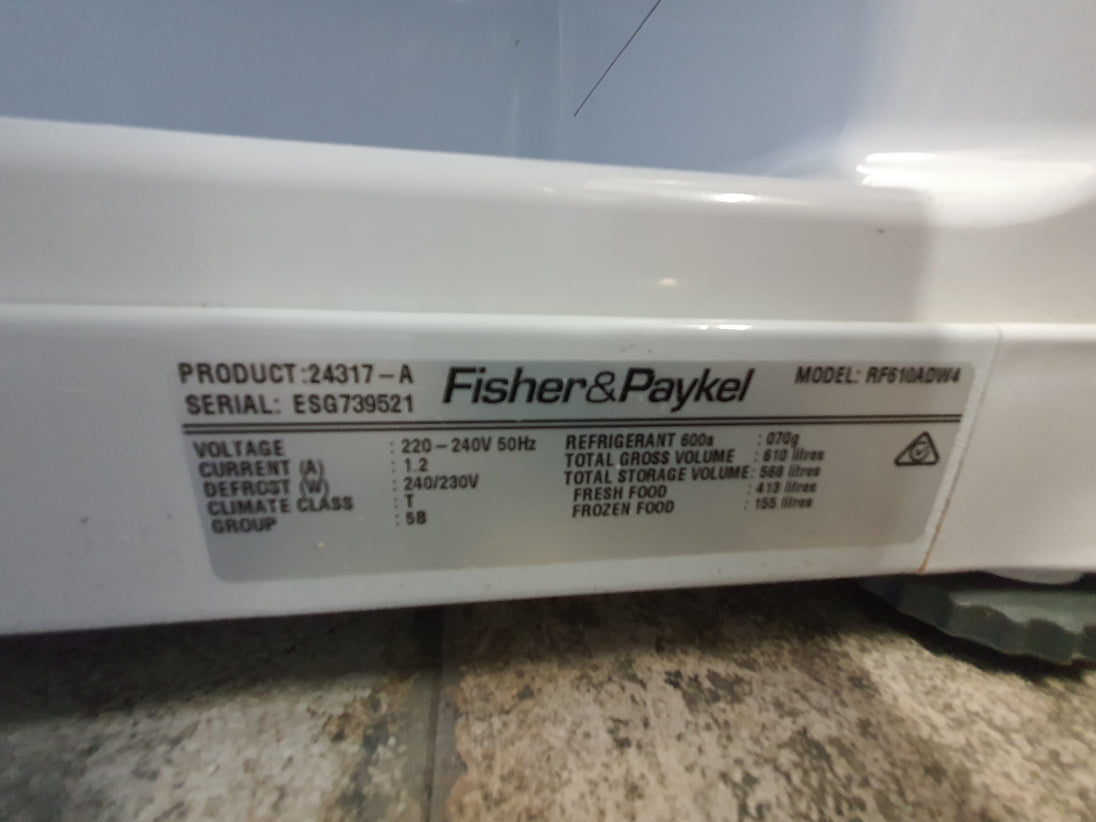 PRODUCT:24317-A
SERIAL: ESG739521
Fisher&Paykel
MODEL: RF610ADW4
VOLTAGE : 220-240V 50Hz
CURRENT (A) : 1.2
DEFROST (W) : 240/230V
CLIMATE CLASS : T
GROUP : 5B
REFRIGERANT 600a : 070g
TOTAL GROSS VOLUME : 610 litres
TOTAL STORAGE VOLUME : 568 litres
FRESH FOOD : 413 litres
FROZEN FOOD : 155 litres